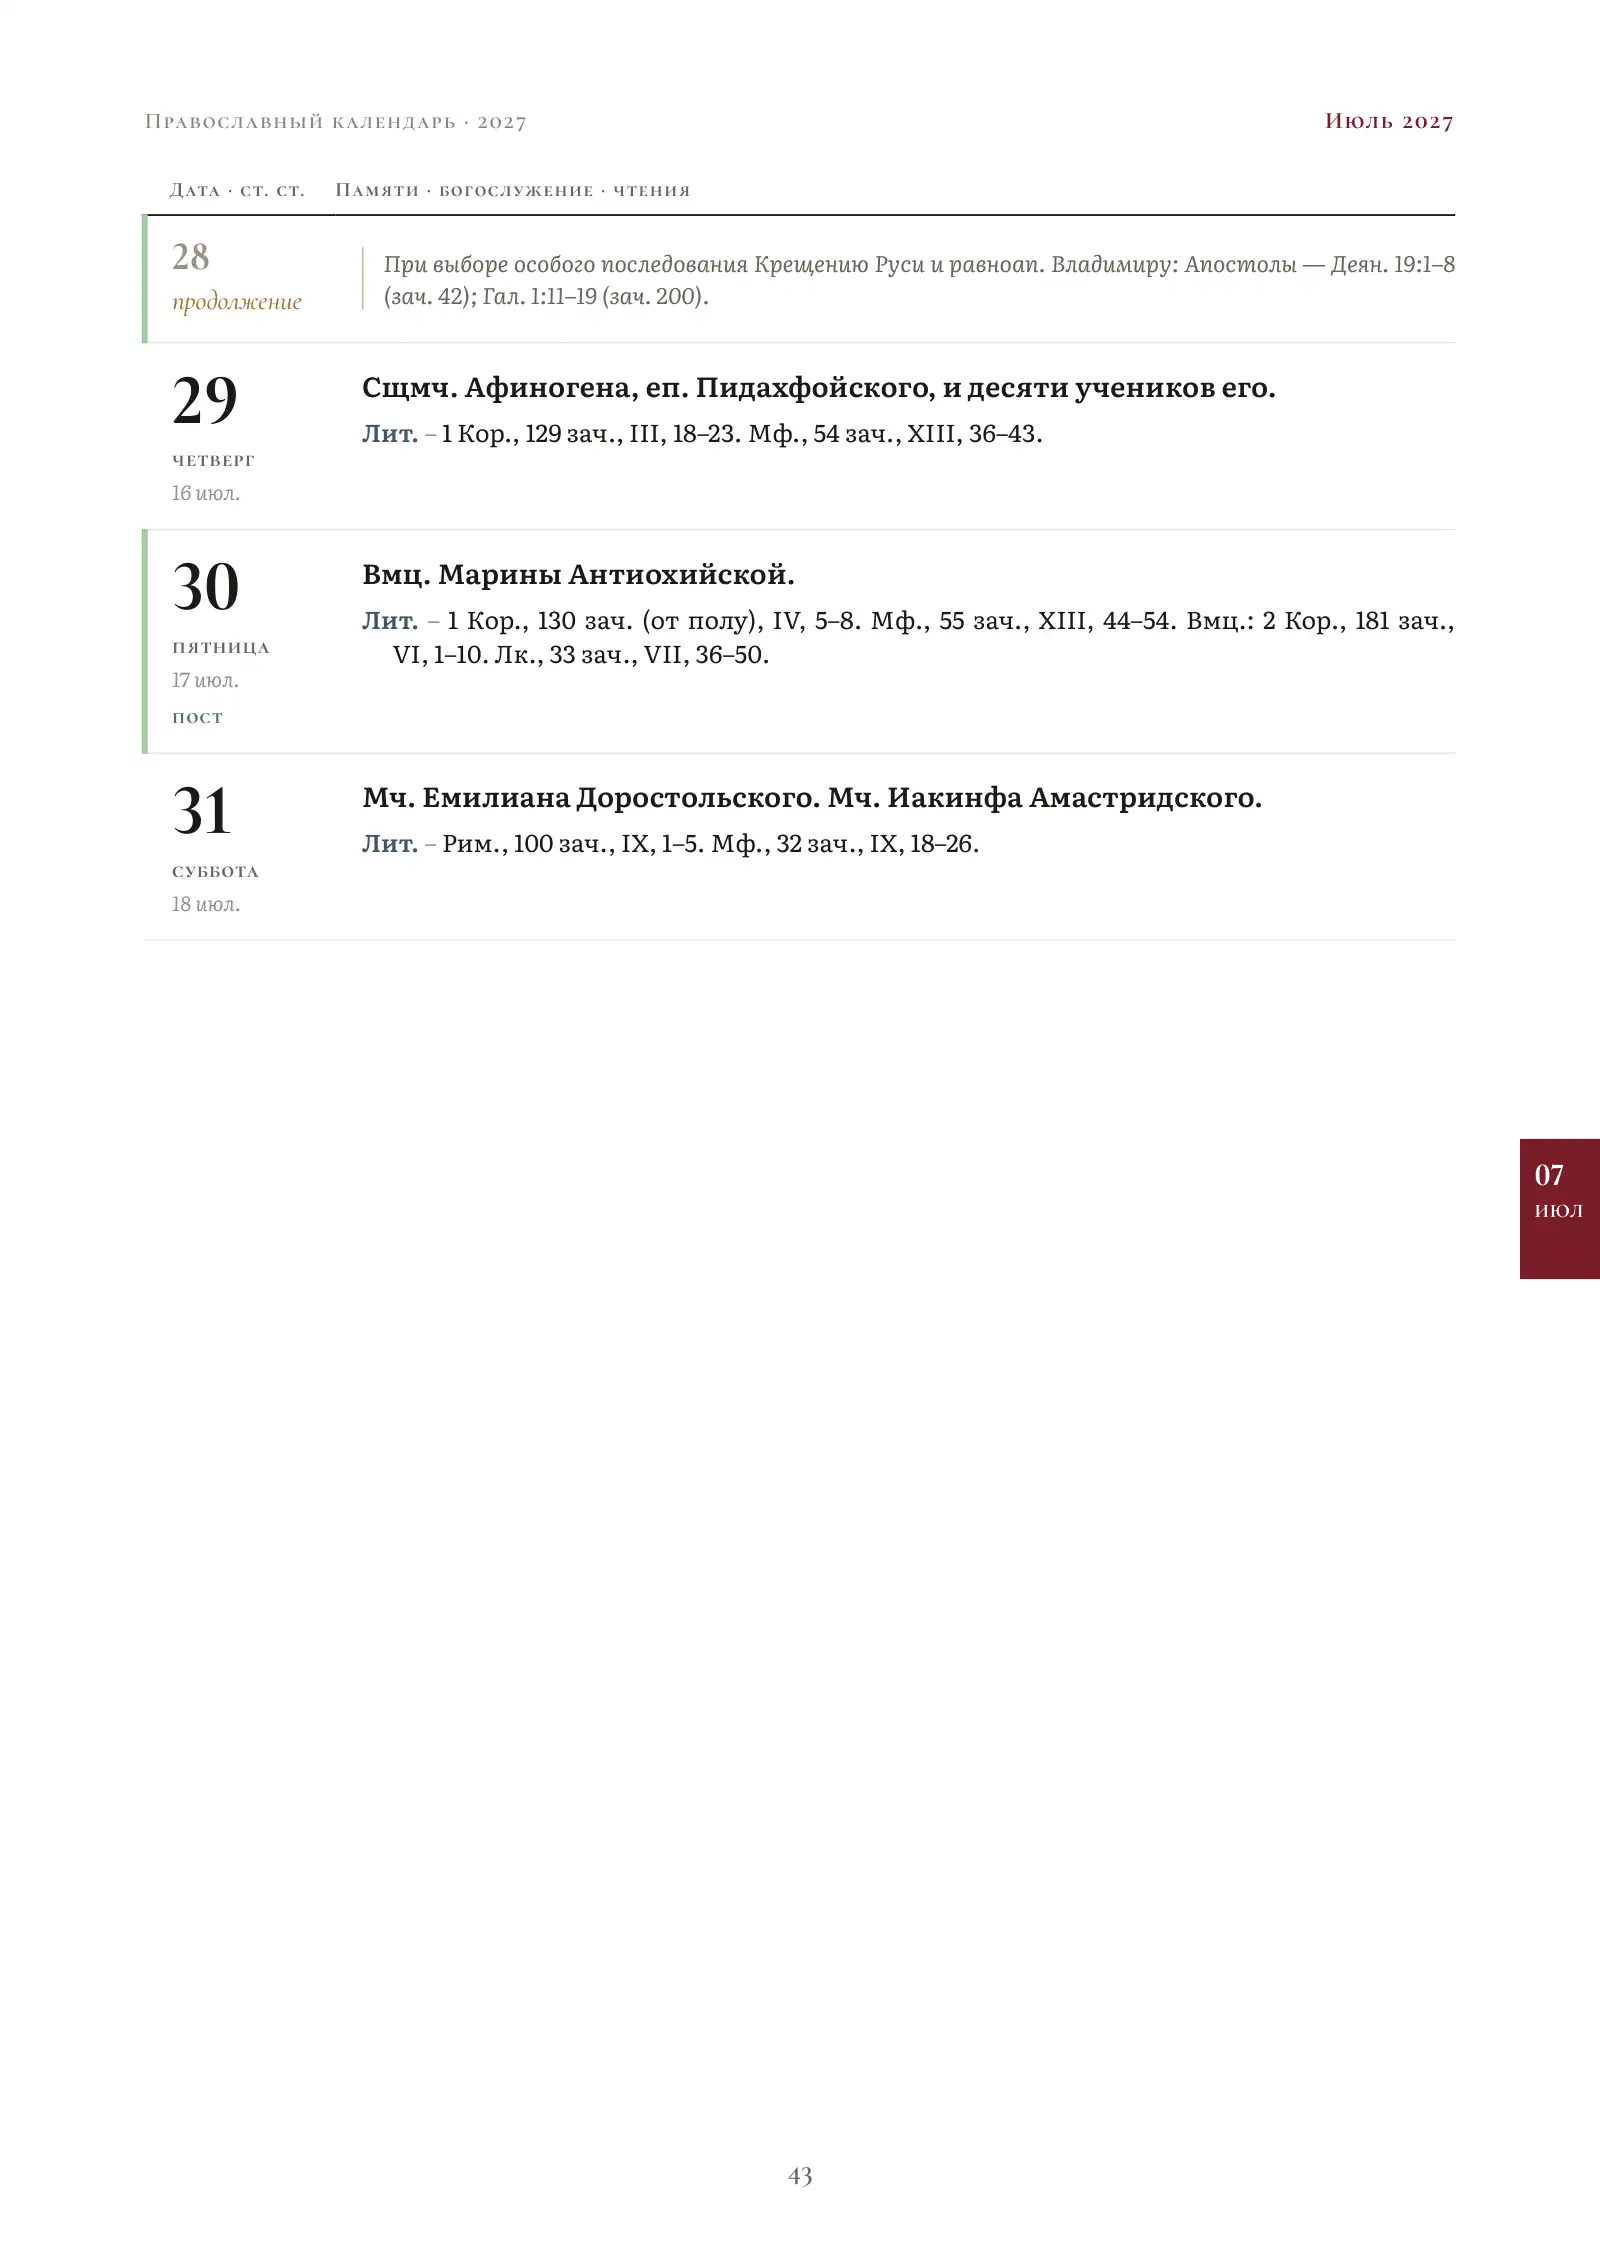 Православный календарь · 2027
Июль 2027
Дата · ст. ст. Памяти · богослужение · чтения
28
продолжение
При выборе особого последования Крещению Руси и равноап. Владимиру: Апостолы — Деян. 19:1–8
(зач. 42); Гал. 1:11–19 (зач. 200).
29
четверг
16 июл.
Сщмч. Афиногена, еп. Пидахфойского, и десяти учеников его.
Лит. – 1 Кор., 129 зач., III, 18–23. Мф., 54 зач., XIII, 36–43.
30
пятница
17 июл.
пост
Вмц. Марины Антиохийской.
Лит. – 1 Кор., 130 зач. (от полу), IV, 5–8. Мф., 55 зач., XIII, 44–54. Вмц.: 2 Кор., 181 зач.,
VI, 1–10. Лк., 33 зач., VII, 36–50.
31
суббота
18 июл.
Мч. Емилиана Доростольского. Мч. Иакинфа Амастридского.
Лит. – Рим., 100 зач., IX, 1–5. Мф., 32 зач., IX, 18–26.
07
июл
43